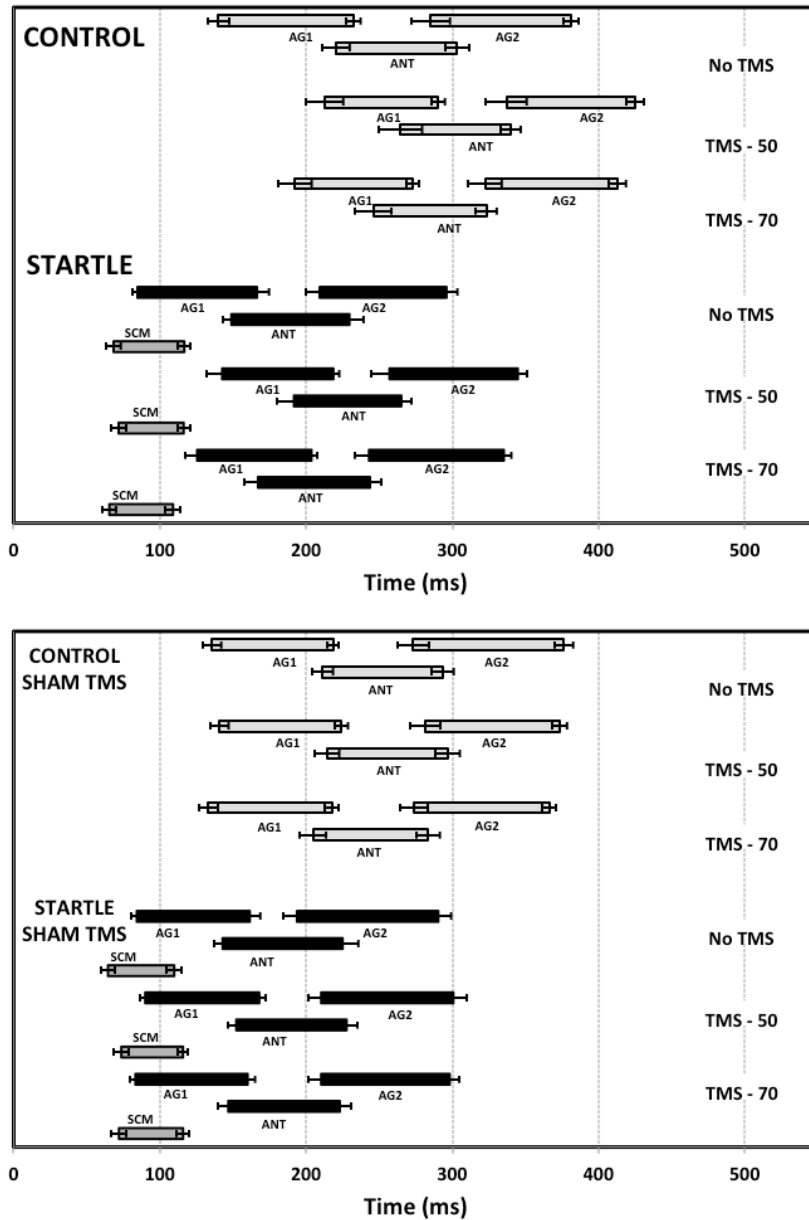 CONTROL
AG1 AG2
ANT
No TMS
AG1 AG2
ANT
TMS - 50
AG1 AG2
ANT
TMS - 70
STARTLE
AG1 AG2
No TMS
ANT
SCM
AG1 AG2
TMS - 50
ANT
SCM
AG1 AG2
TMS - 70
ANT
SCM
0 100 200 300 400 500
Time (ms)
CONTROL
SHAM TMS
AG1 AG2
ANT
No TMS
AG1 AG2
ANT
TMS - 50
AG1 AG2
ANT
TMS - 70
STARTLE
SHAM TMS
AG1 AG2
No TMS
ANT
SCM
AG1 AG2
TMS - 50
ANT
SCM
AG1 AG2
TMS - 70
ANT
SCM
0 100 200 300 400 500
Time (ms)